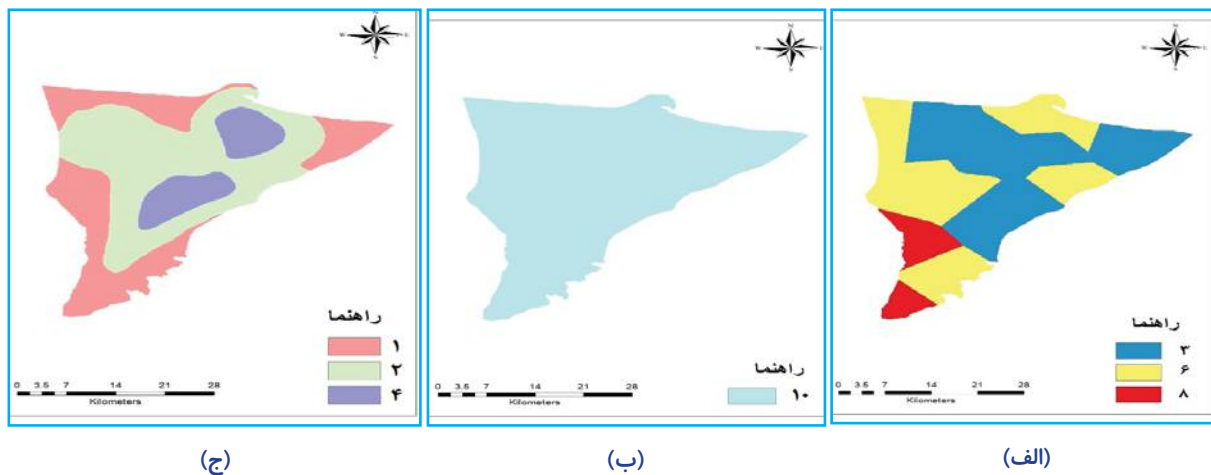 N
W E
S
راهنما
۳
۶
۸
0 3.5 7 14 21 28
Kilometers
(الف)
N
W E
S
راهنما
۱۰
0 3.5 7 14 21 28
Kilometers
(ب)
N
W E
S
راهنما
۱
۲
۴
0 3.5 7 14 21 28
Kilometers
(ج)